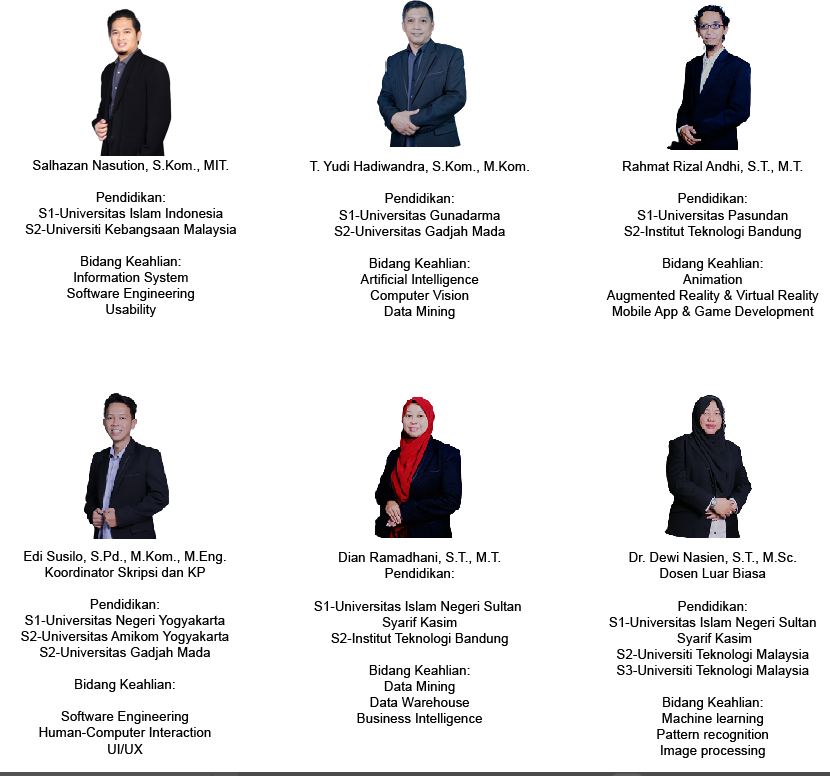 Salhazan Nasution, S.Kom., MIT.
Pendidikan:
S1-Universitas Islam Indonesia
S2-Universiti Kebangsaan Malaysia
Bidang Keahlian:
Information System
Software Engineering
Usability
T. Yudi Hadiwandra, S.Kom., M.Kom.
Pendidikan:
S1-Universitas Gunadarma
S2-Universitas Gadjah Mada
Bidang Keahlian:
Artificial Intelligence
Computer Vision
Data Mining
Rahmat Rizal Andhi, S.T., M.T.
Pendidikan:
S1-Universitas Pasundan
S2-Institut Teknologi Bandung
Bidang Keahlian:
Animation
Augmented Reality & Virtual Reality
Mobile App & Game Development
Edi Susilo, S.Pd., M.Kom., M.Eng.
Koordinator Skripsi dan KP
Pendidikan:
S1-Universitas Negeri Yogyakarta
S2-Universitas Amikom Yogyakarta
S2-Universitas Gadjah Mada
Bidang Keahlian:
Software Engineering
Human-Computer Interaction
UI/UX
Dian Ramadhani, S.T., M.T.
Pendidikan:
S1-Universitas Islam Negeri Sultan
Syarif Kasim
S2-Institut Teknologi Bandung
Bidang Keahlian:
Data Mining
Data Warehouse
Business Intelligence
Dr. Dewi Nasien, S.T., M.Sc.
Dosen Luar Biasa
Pendidikan:
S1-Universitas Islam Negeri Sultan
Syarif Kasim
S2-Universiti Teknologi Malaysia
S3-Universiti Teknologi Malaysia
Bidang Keahlian:
Machine learning
Pattern recognition
Image processing